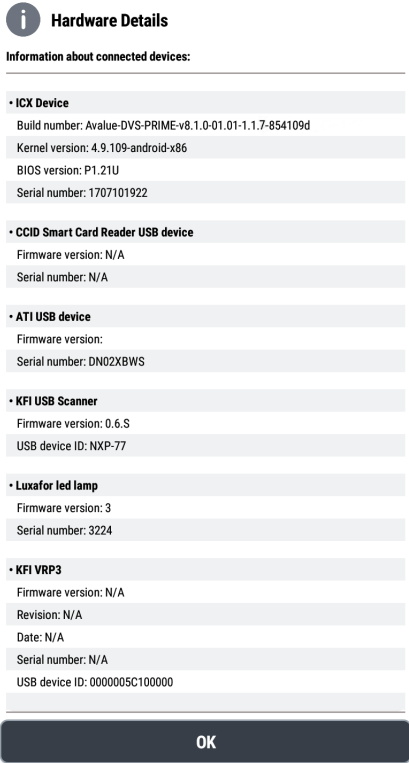 Hardware Details
Information about connected devices:
• ICX Device
Build number: Avalue-DVS-PRIME-v8.1.0-01.01-1.1.7-854109d
Kernel version: 4.9.109-android-x86
BIOS version: P1.21U
Serial number: 1707101922
• CCID Smart Card Reader USB device
Firmware version: N/A
Serial number: N/A
• ATI USB device
Firmware version:
Serial number: DN02XBWS
• KFI USB Scanner
Firmware version: 0.6.S
USB device ID: NXP-77
• Luxafor led lamp
Firmware version: 3
Serial number: 3224
• KFI VRP3
Firmware version: N/A
Revision: N/A
Date: N/A
Serial number: N/A
USB device ID: 0000005C100000
OK